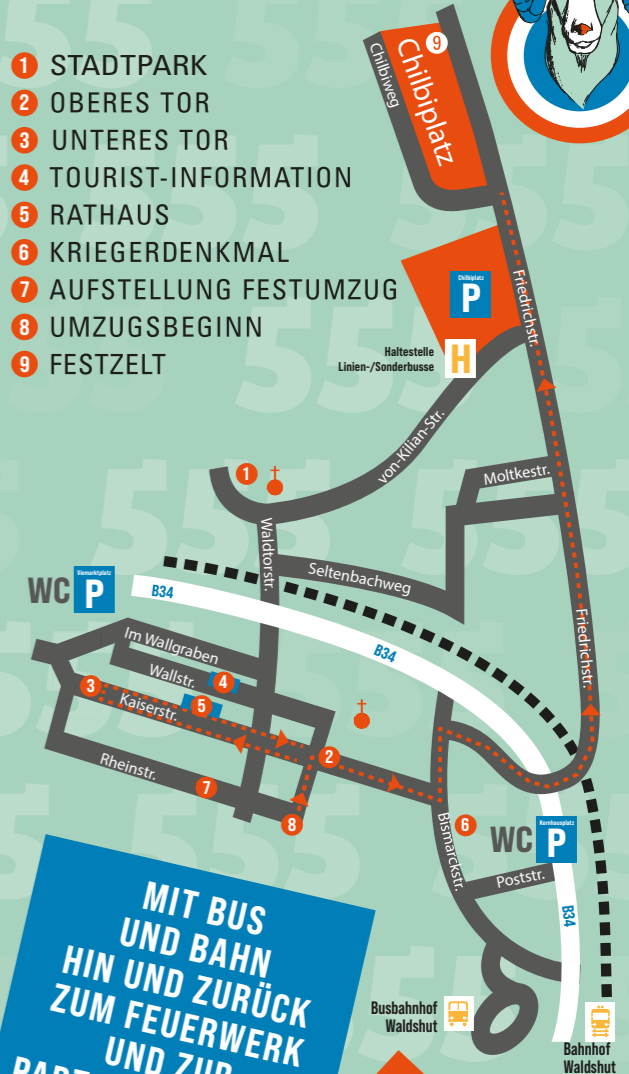 1 STADTPARK
2 OBERES TOR
3 UNTERES TOR
4 TOURIST-INFORMATION
5 RATHAUS
6 KRIEGERDENKMAL
7 AUFSTELLUNG FESTUMZUG
8 UMZUGSBEGINN
9 FESTZELT
9
Chilbiweg
Chilbiplatz
Chilbiplatz
P
Friedrichstr.
Haltestelle
Linien-/Sonderbusse
H
von-Kilian-Str.
1
Moltkestr.
Waldtorstr.
Seltenbachweg
Viemarktplatz
WC P
B34
B34
Friedrichstr.
Im Wallgraben
Wallstr.
4
3
Kaiserstr.
5
2
Rheinstr.
7
8
Bismarckstr.
6
Kornhausplatz
WC P
Poststr.
B34
MIT BUS
UND BAHN
HIN UND ZURÜCK
ZUM FEUERWERK
UND ZUR
Busbahnhof
Waldshut
Bahnhof
Waldshut
555